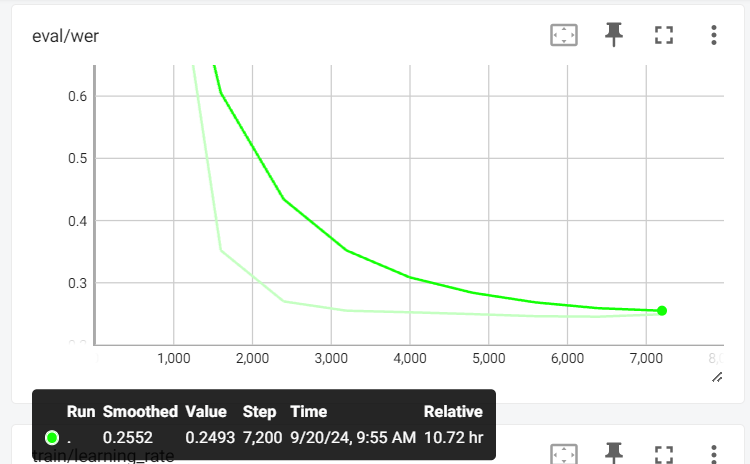 eval/wer
0.6
0.5
0.4
0.3
1,000 2,000 3,000 4,000 5,000 6,000 7,000
Run Smoothed Value Step Time Relative
. 0.2552 0.2493 7,200 9/20/24, 9:55 AM 10.72 hr
train/learning_rate